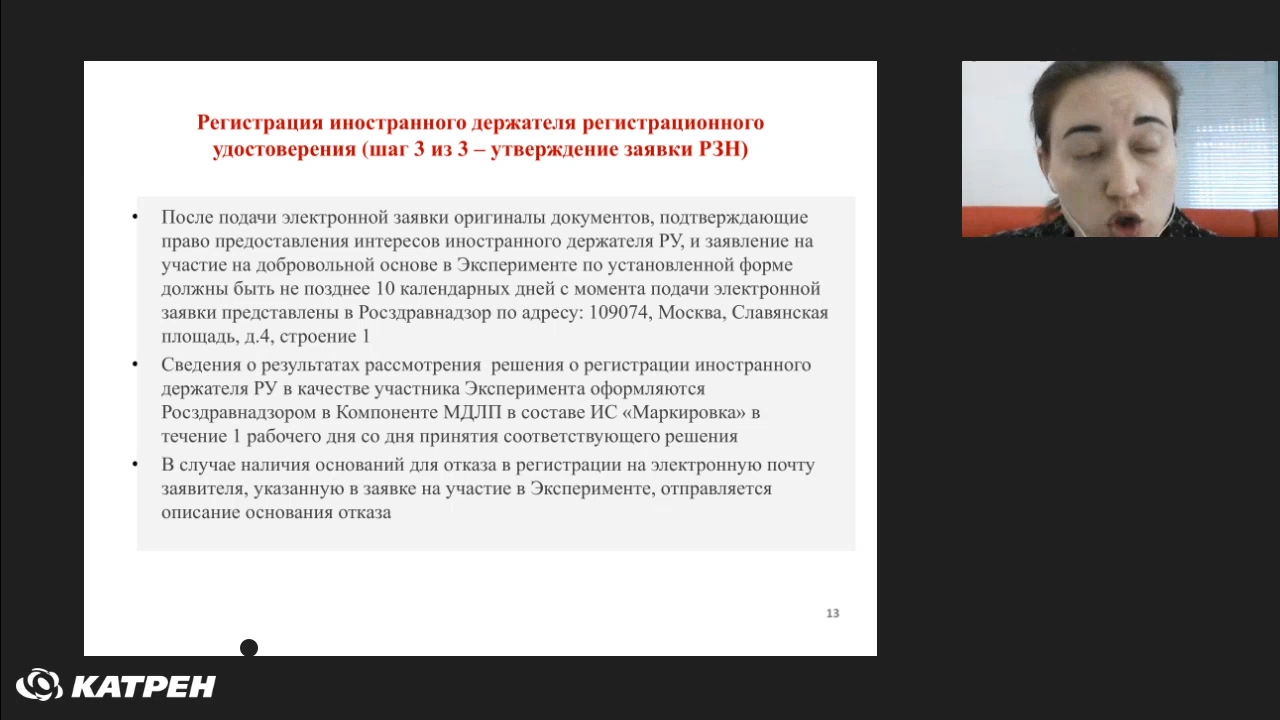 Регистрация иностранного держателя регистрационного
удостоверения (шаг 3 из 3 – утверждение заявки РЗН)
• После подачи электронной заявки оригиналы документов, подтверждающие
право предоставления интересов иностранного держателя РУ, и заявление на
участие на добровольной основе в Эксперименте по установленной форме
должны быть не позднее 10 календарных дней с момента подачи электронной
заявки представлены в Росздравнадзор по адресу: 109074, Москва, Славянская
площадь, д.4, строение 1
• Сведения о результатах рассмотрения решения о регистрации иностранного
держателя РУ в качестве участника Эксперимента оформляются
Росздравнадзором в Компоненте МДЛП в составе ИС «Маркировка» в
течение 1 рабочего дня со дня принятия соответствующего решения
• В случае наличия оснований для отказа в регистрации на электронную почту
заявителя, указанную в заявке на участие в Эксперименте, отправляется
описание основания отказа
13
КАТРЕН